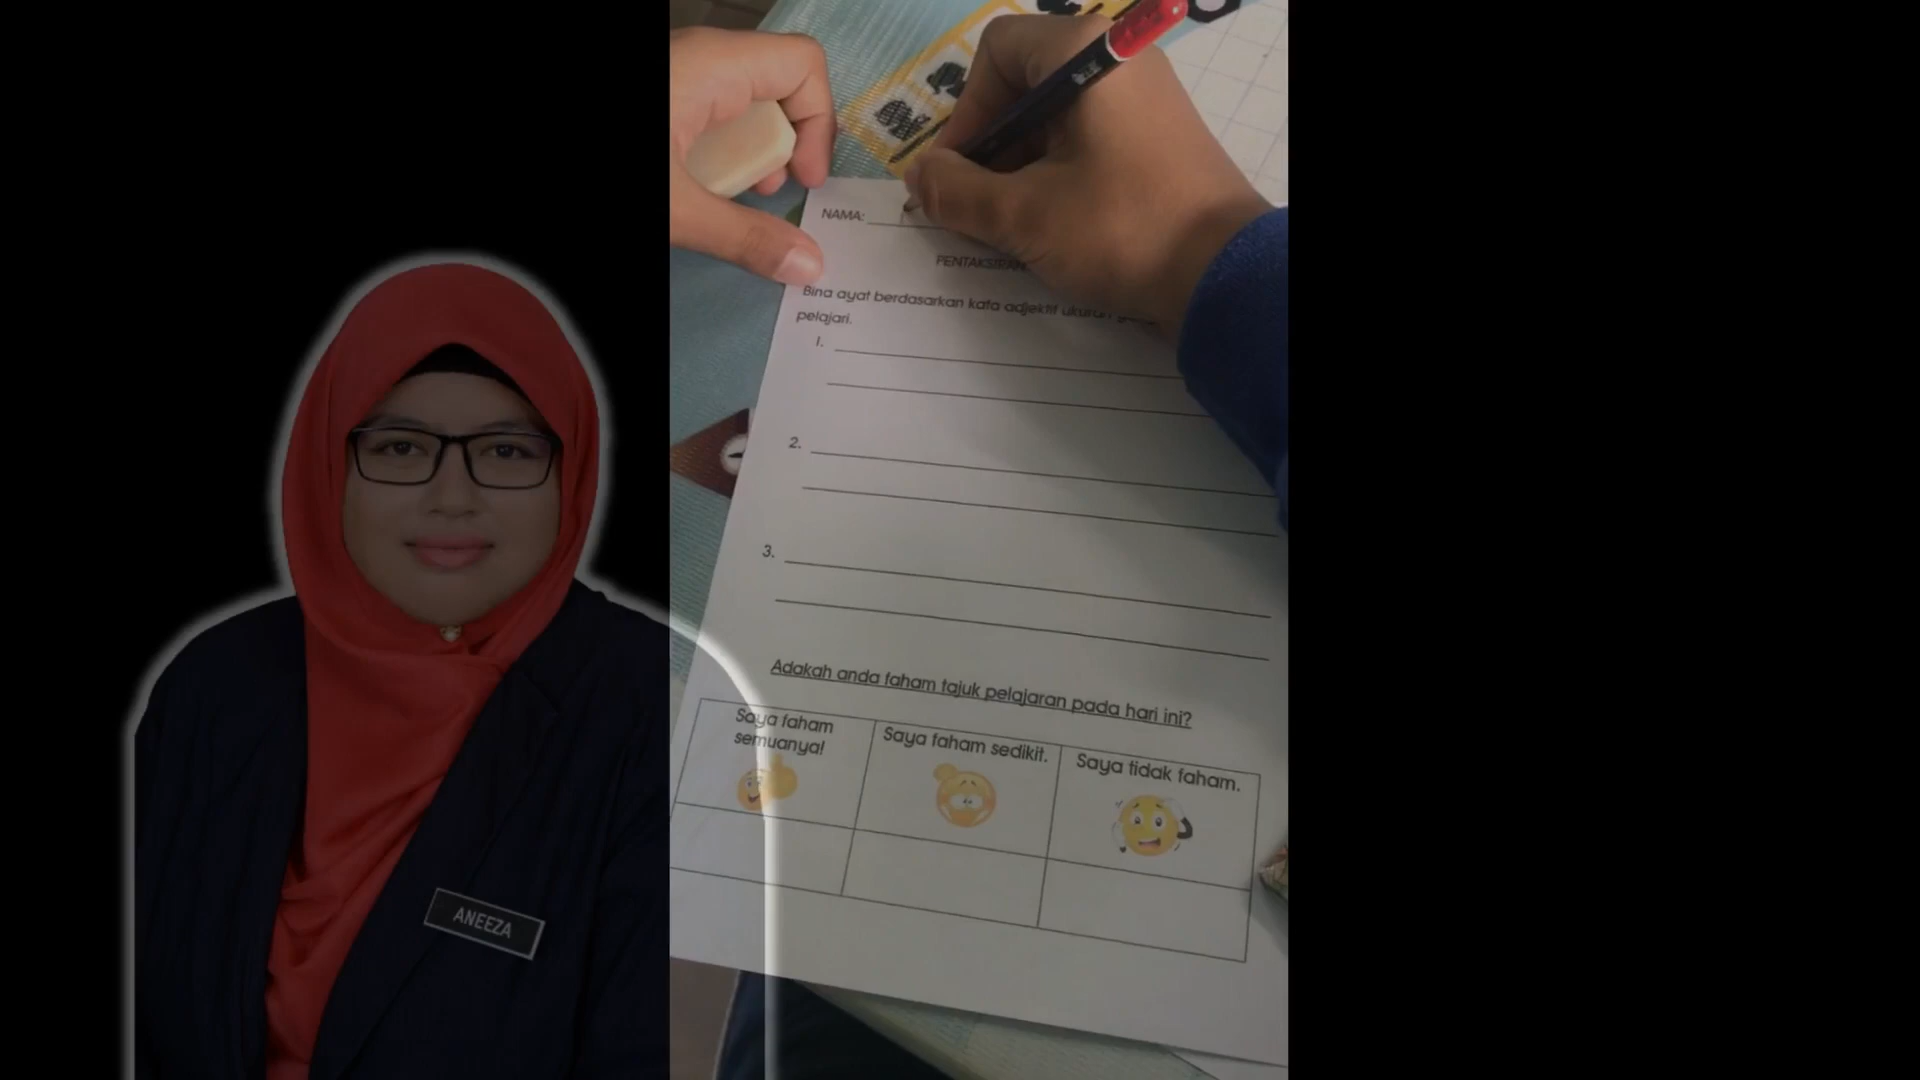 NAMA:
PENTAKSIRAN
Bina ayat berdasarkan kata adjektif ukuran
pelajari.
1.
2.
3.
Adakah anda faham tajuk pelajaran pada hari ini?
Saya faham
semuanya!
Saya faham sedikit.
Saya tidak faham.
ANEEZA